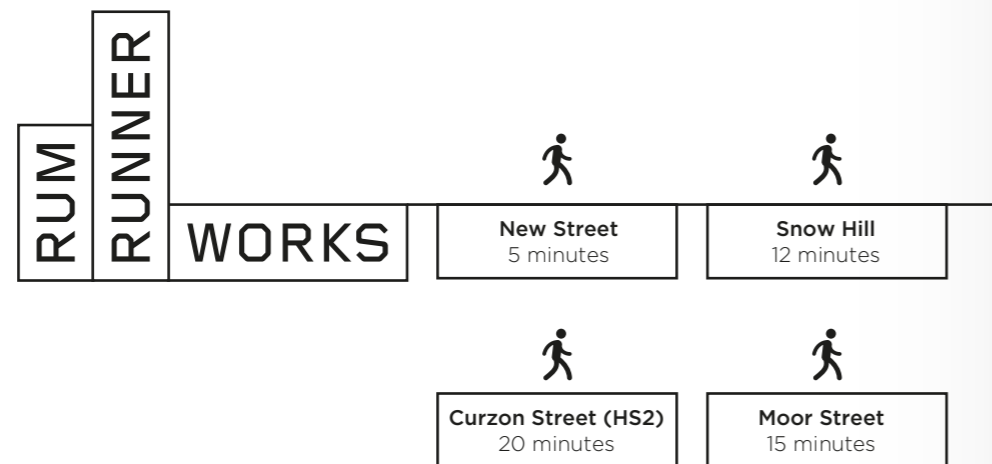 RUM
RUNNER
WORKS
New Street
5 minutes
Snow Hill
12 minutes
Curzon Street (HS2)
20 minutes
Moor Street
15 minutes